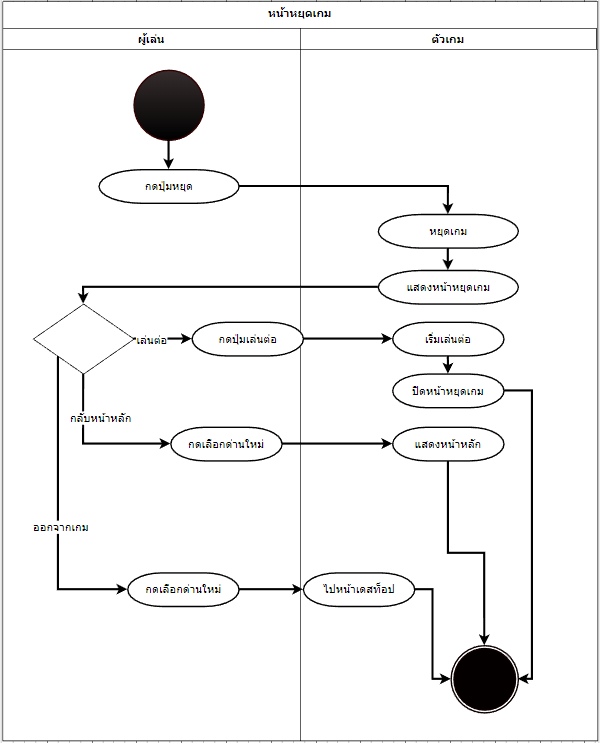 หน้าหยุดเกม
ผู้เล่น
ตัวเกม
กดปุ่มหยุด
หยุดเกม
แสดงหน้าหยุดเกม
เล่นต่อ
กดปุ่มเล่นต่อ
เริ่มเล่นต่อ
ปิดหน้าหยุดเกม
กลับหน้าหลัก
กดเลือกด่านใหม่
แสดงหน้าหลัก
ออกจากเกม
กดเลือกด่านใหม่
ไปหน้าเดสท็อป